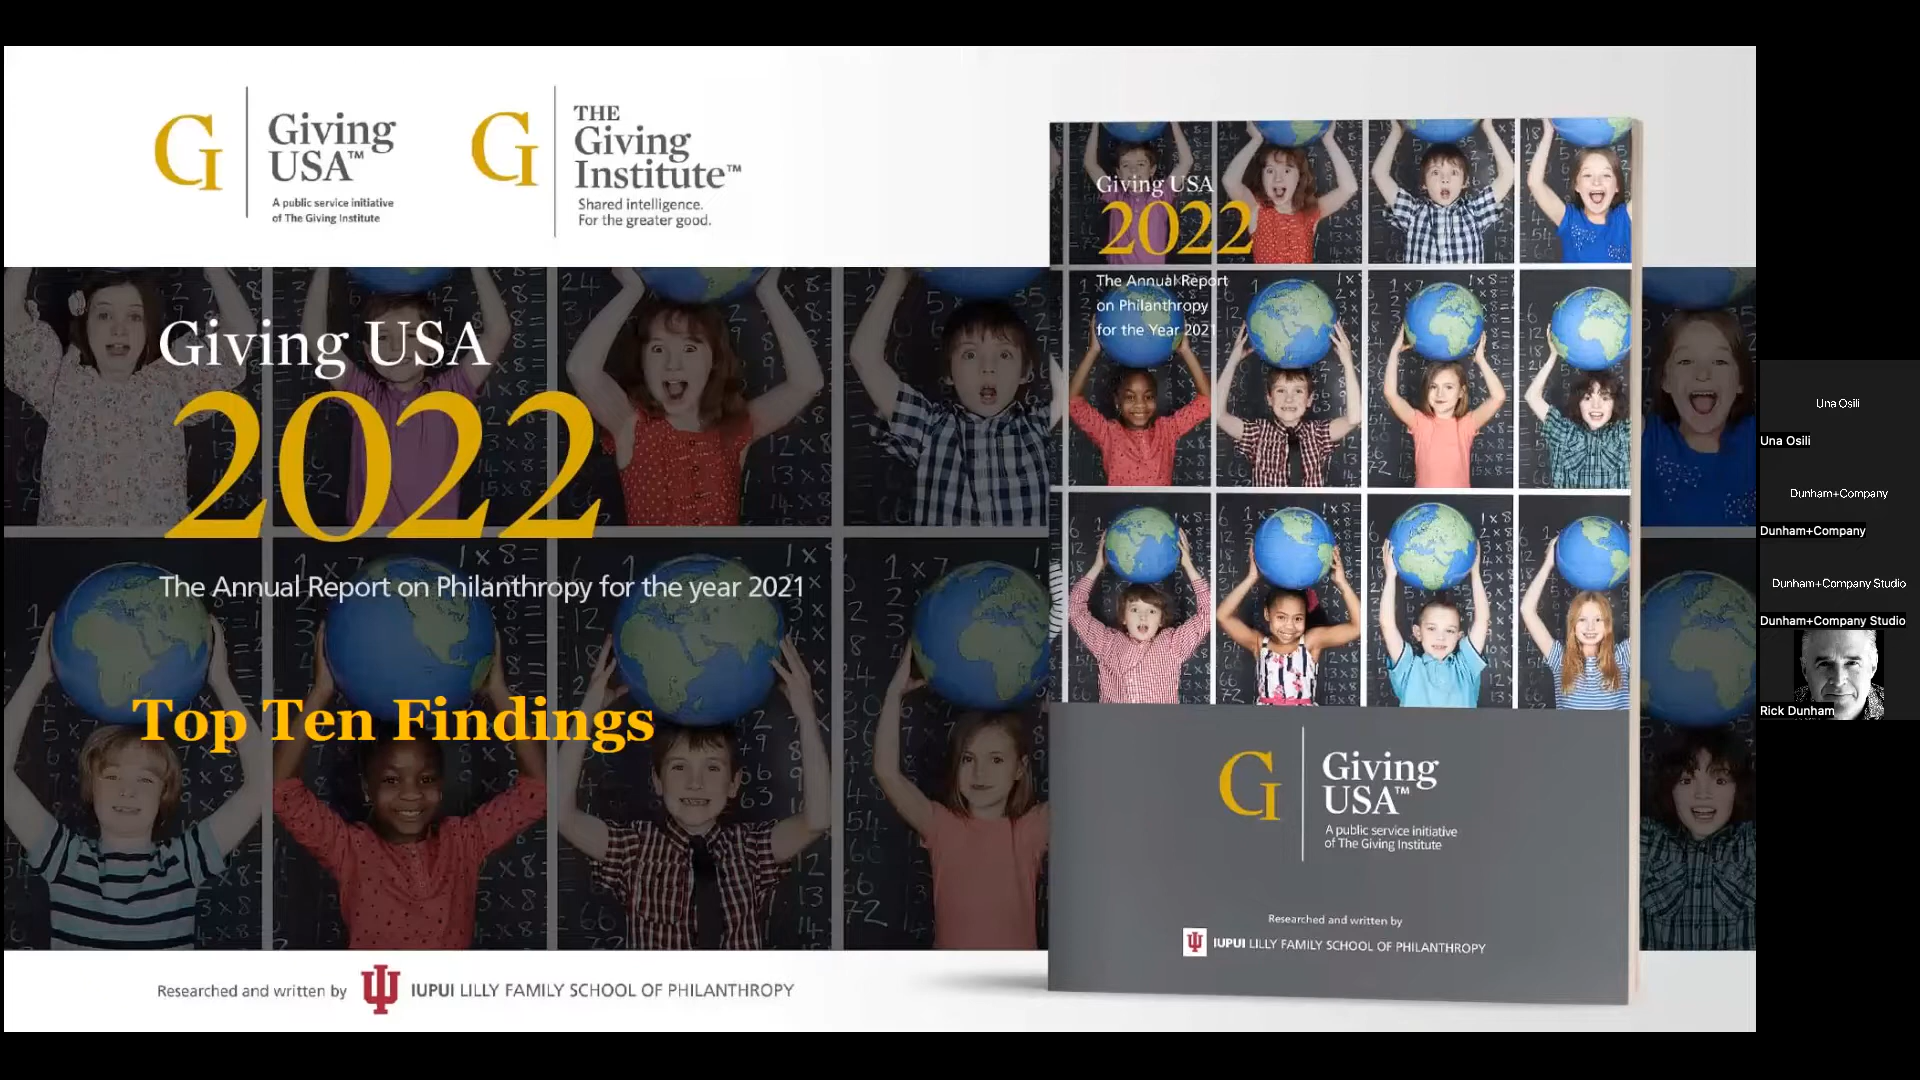 Giving
USA™
A public service initiative
of The Giving Institute
THE
Giving
Institute™
Shared intelligence.
For the greater good.
Giving USA
2022
The Annual Report on Philanthropy for the year 2021
Top Ten Findings
Researched and written by
IUPUI LILLY FAMILY SCHOOL OF PHILANTHROPY
Giving USA
2022
The Annual Report
on Philanthropy
for the Year 2021
Giving
USA™
A public service initiative
of The Giving Institute
Researched and written by
IUPUI LILLY FAMILY SCHOOL OF PHILANTHROPY
Una Osili
Una Osili
Dunham+Company
Dunham+Company
Dunham+Company Studio
Dunham+Company Studio
Rick Dunham